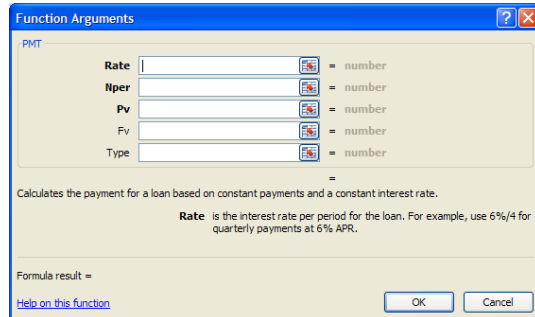 Function Arguments
PMT
Rate = number
Nper = number
Pv = number
Fv = number
Type = number
=
Calculates the payment for a loan based on constant payments and a constant interest rate.
Rate is the interest rate per period for the loan. For example, use 6%/4 for
quarterly payments at 6% APR.
Formula result =
Help on this function OK Cancel